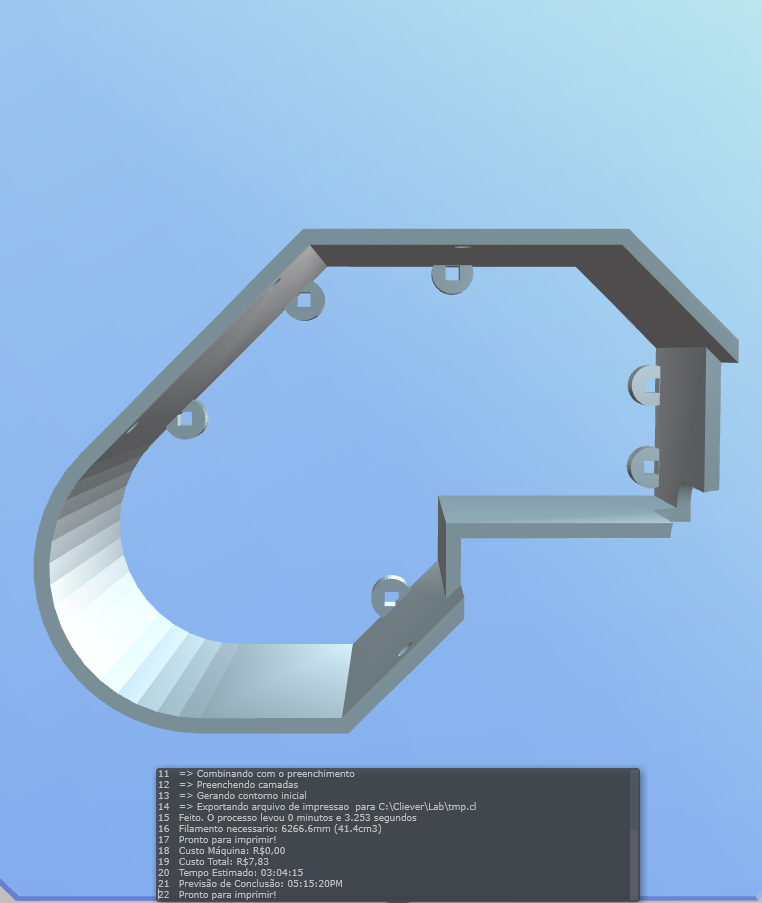 11 => Combinando com o preenchimento
12 => Preenchendo camadas
13 => Gerando contorno inicial
14 => Exportando arquivo de impressao para C:\Cliever\Lab\tmp.cl
15 Feito. O processo levou 0 minutos e 3.253 segundos
16 Filamento necessario: 6266.6mm (41.4cm3)
17 Pronto para imprimir!
18 Custo Máquina: R$0,00
19 Custo Total: R$7,83
20 Tempo Estimado: 03:04:15
21 Previsão de Conclusão: 05:15:20PM
22 Pronto para imprimir!